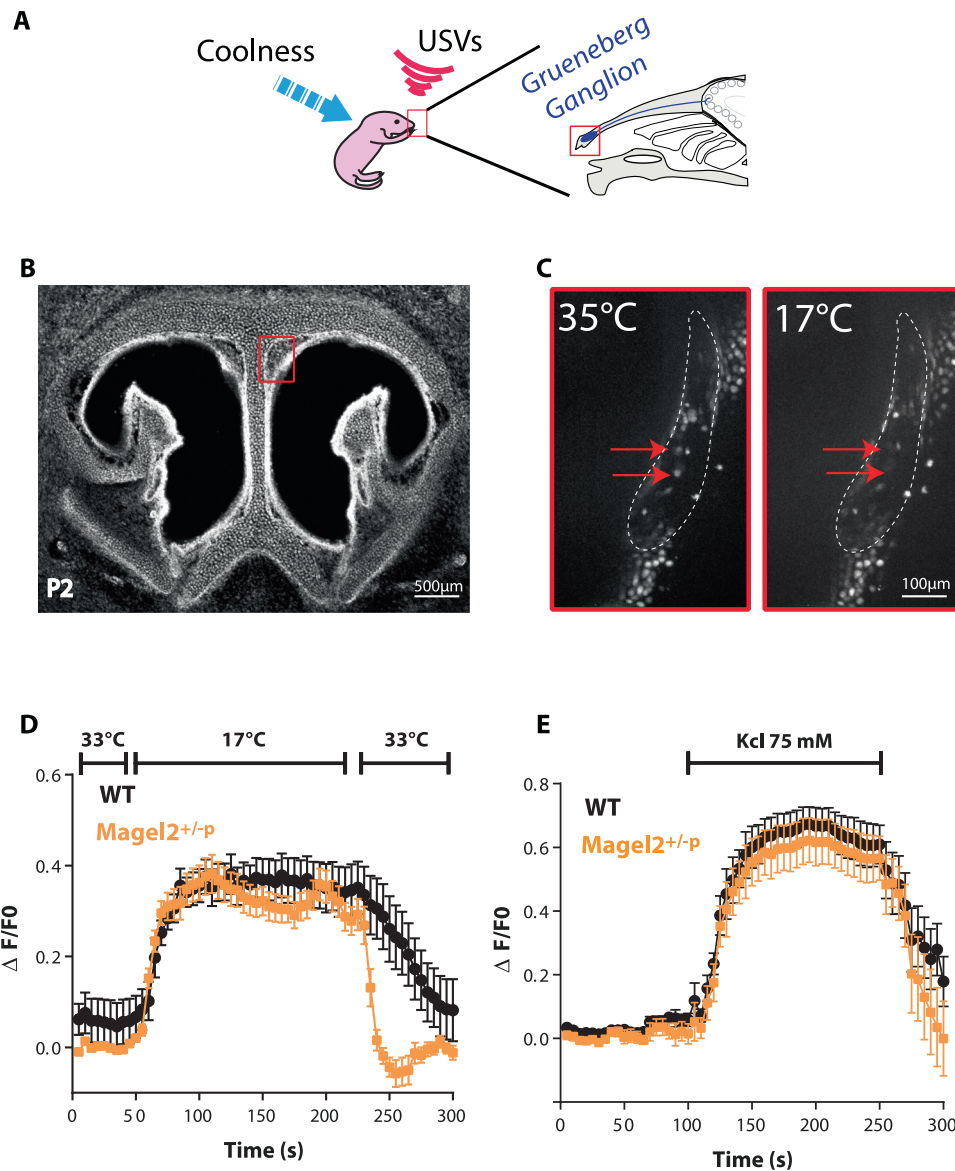 A
Coolness
USVs
Grueneberg
Ganglion
B
P2
500µm
C
35°C
17°C
100µm
D
33°C
17°C
33°C
WT
Magel2+/-p
Δ F/F0
0.6
0.4
0.2
0.0
0
50
100
150
200
250
300
Time (s)
E
Kcl 75 mM
WT
Magel2+/-p
Δ F/F0
0.8
0.6
0.4
0.2
0.0
0
50
100
150
200
250
300
Time (s)